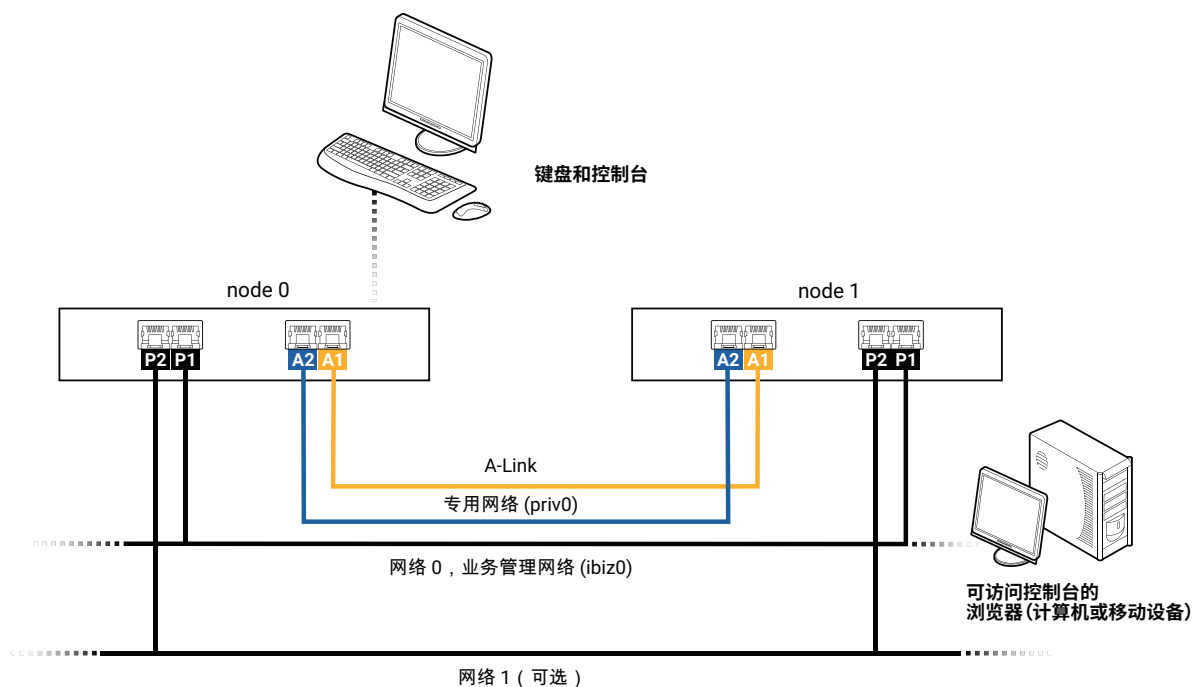 键盘和控制台
node 0
node 1
P2 P1 A2 A1
A2 A1 P2 P1
A-Link
专用网络 (priv0)
网络 0，业务管理网络 (ibiz0)
可访问控制台的
浏览器（计算机或移动设备）
网络 1（可选）